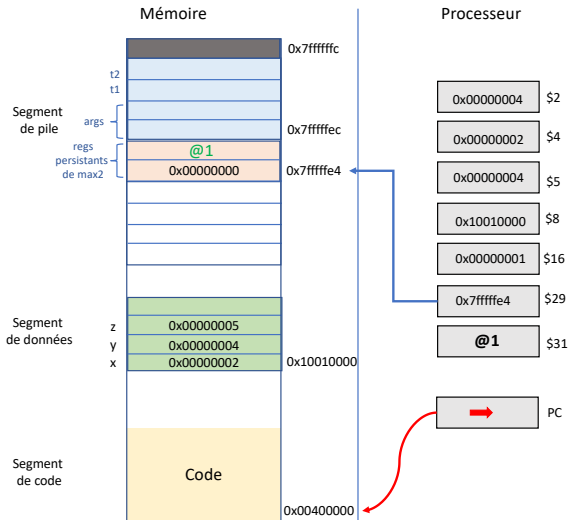 Mémoire
Processeur
0x7ffffffc
t2
t1
Segment
de pile
args
0x7fffffec
regs
persistants
de max2
@1
0x00000000
0x7fffffe4
0x00000004 $2
0x00000002 $4
0x00000004 $5
0x10010000 $8
0x00000001 $16
0x7fffffe4 $29
@1 $31
PC
Segment
de données
z 0x00000005
y 0x00000004
x 0x00000002 0x10010000
Segment
de code
Code
0x00400000